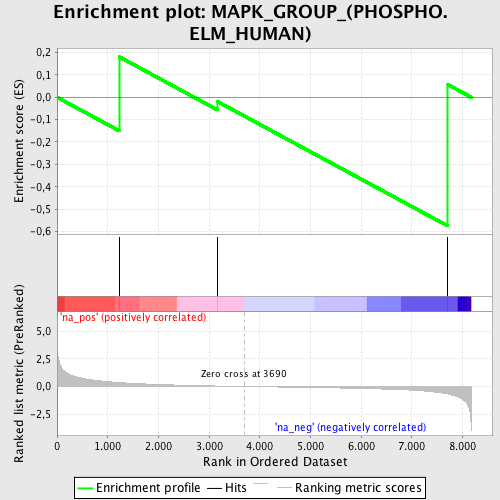 Enrichment plot: MAPK_GROUP_(PHOSPHO.
ELM_HUMAN)
Enrichment score (ES)
0,2
0,1
0,0
-0,1
-0,2
-0,3
-0,4
-0,5
-0,6
'na_pos' (positively correlated)
Ranked list metric (PreRanked)
5,0
2,5
0,0
-2,5
Zero cross at 3690
'na_neg' (negatively correlated)
0 1.000 2.000 3.000 4.000 5.000 6.000 7.000 8.000
Rank in Ordered Dataset
Enrichment profile Hits Ranking metric scores